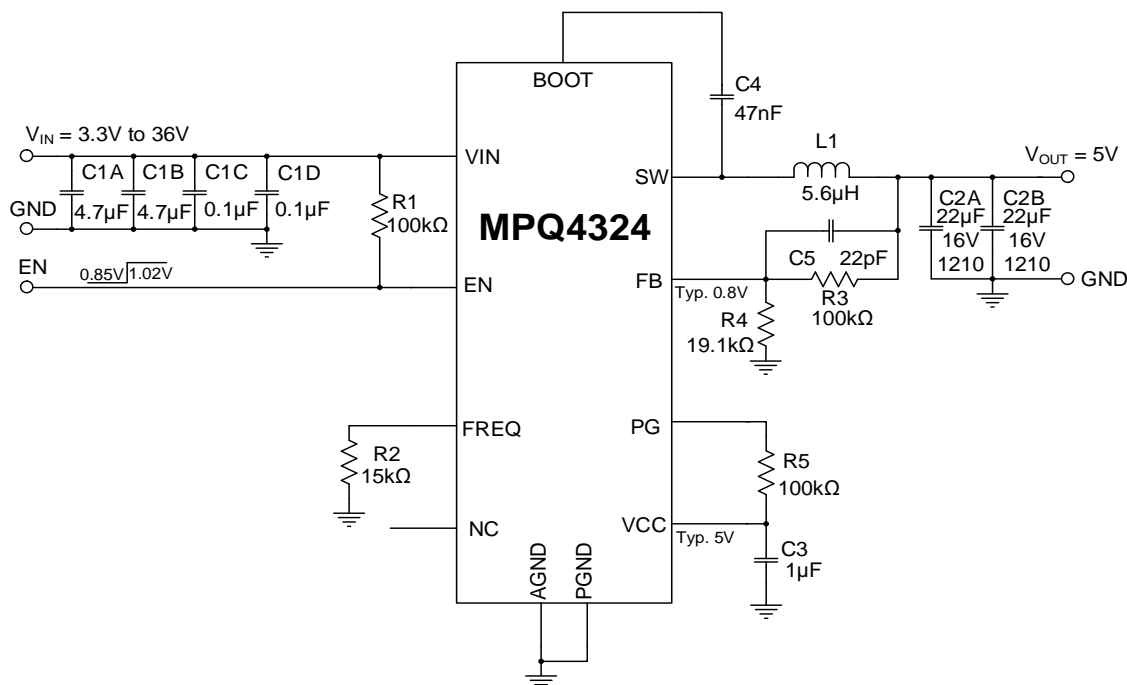 BOOT
C4
47nF
VIN = 3.3V to 36V
C1A
C1B
C1C
C1D
4.7µF
4.7µF
0.1µF
0.1µF
GND
VIN
R1
100kΩ
EN
0.85V
1.02V
EN
MPQ4324
SW
L1
5.6µH
VOUT = 5V
C2A
22µF
16V
1210
C2B
22µF
16V
1210
GND
C5
22pF
FB
Typ. 0.8V
R3
100kΩ
R4
19.1kΩ
FREQ
R2
15kΩ
NC
PG
R5
100kΩ
VCC
Typ. 5V
C3
1µF
AGND
PGND